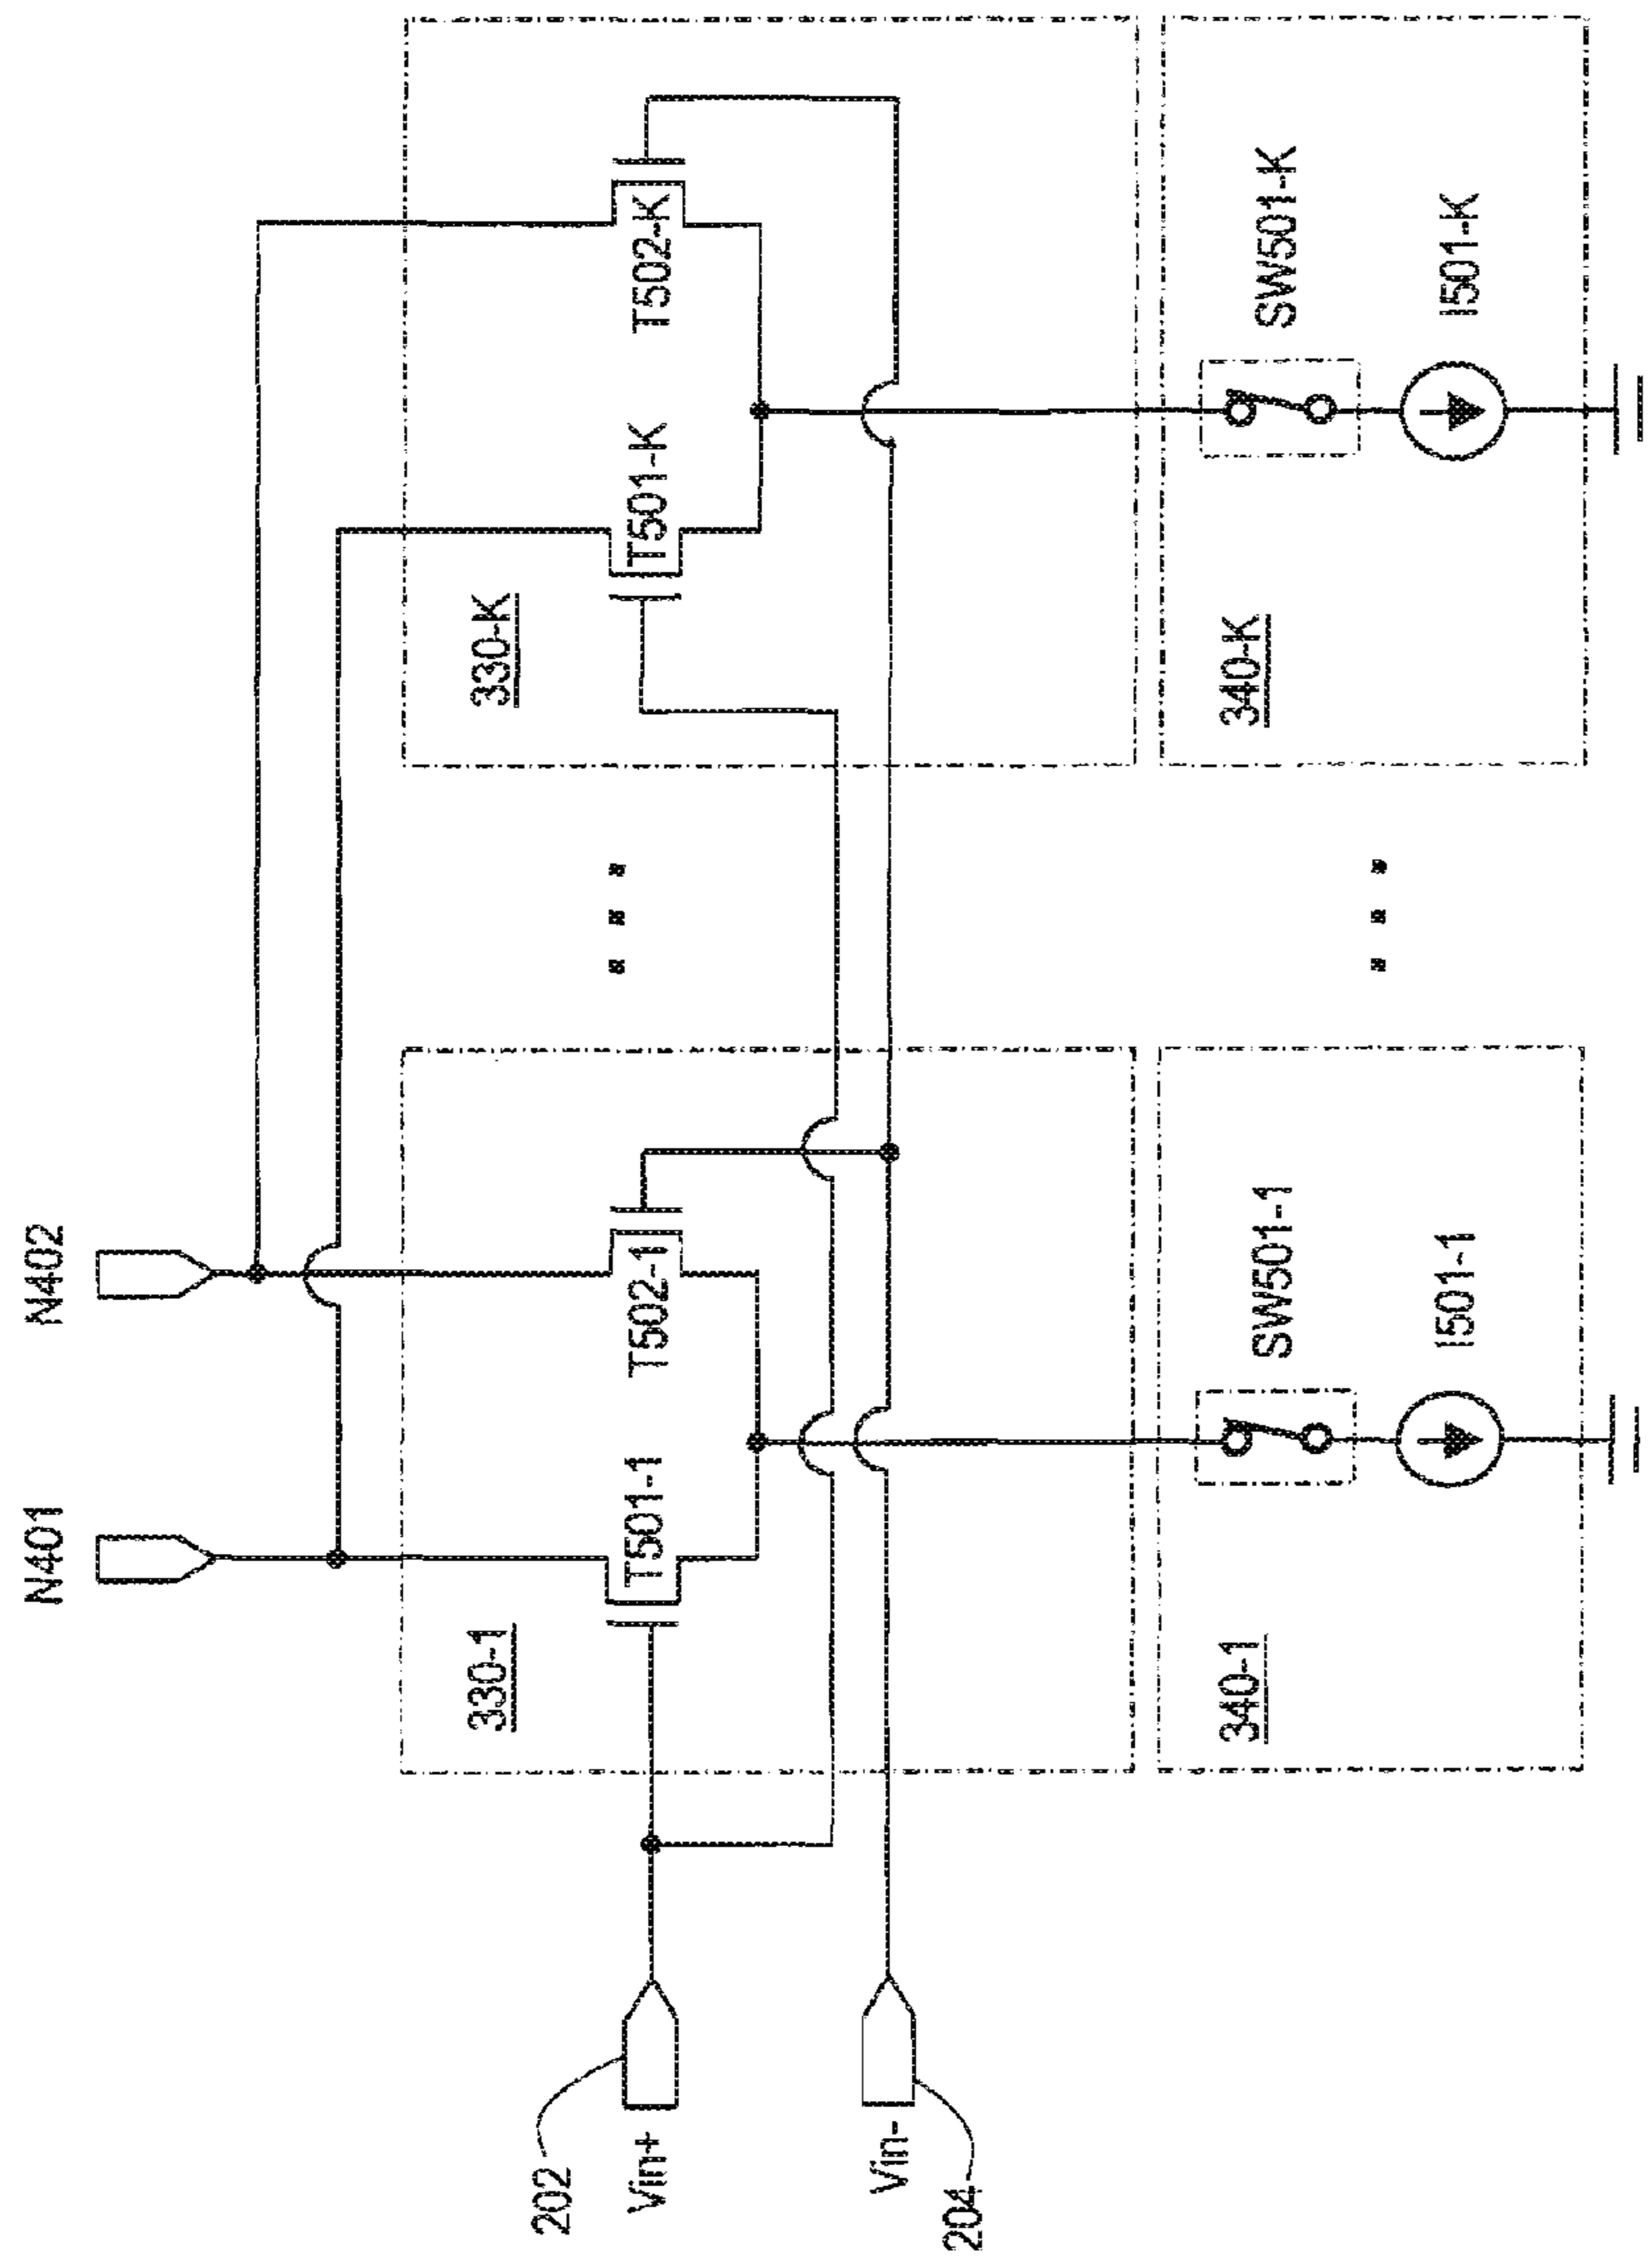 N401
N402
330-1
T501-1
T502-1
330-K
T501-K
T502-K
202
Vin+
Vin-
204
340-1
SW501-1
I501-1
340-K
SW501-K
I501-K